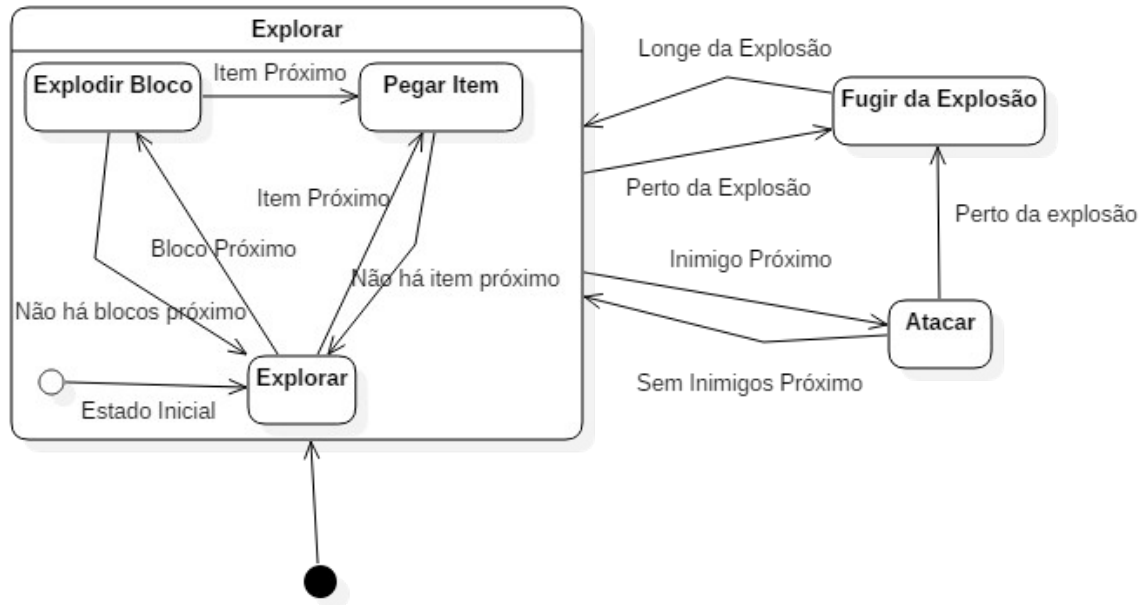 Explorar
Explodir Bloco
Item Próximo
Pegar Item
Longe da Explosão
Fugir da Explosão
Item Próximo
Perto da Explosão
Perto da explosão
Bloco Próximo
Inimigo Próximo
Não há item próximo
Não há blocos próximo
Atacar
Explorar
Sem Inimigos Próximo
Estado Inicial